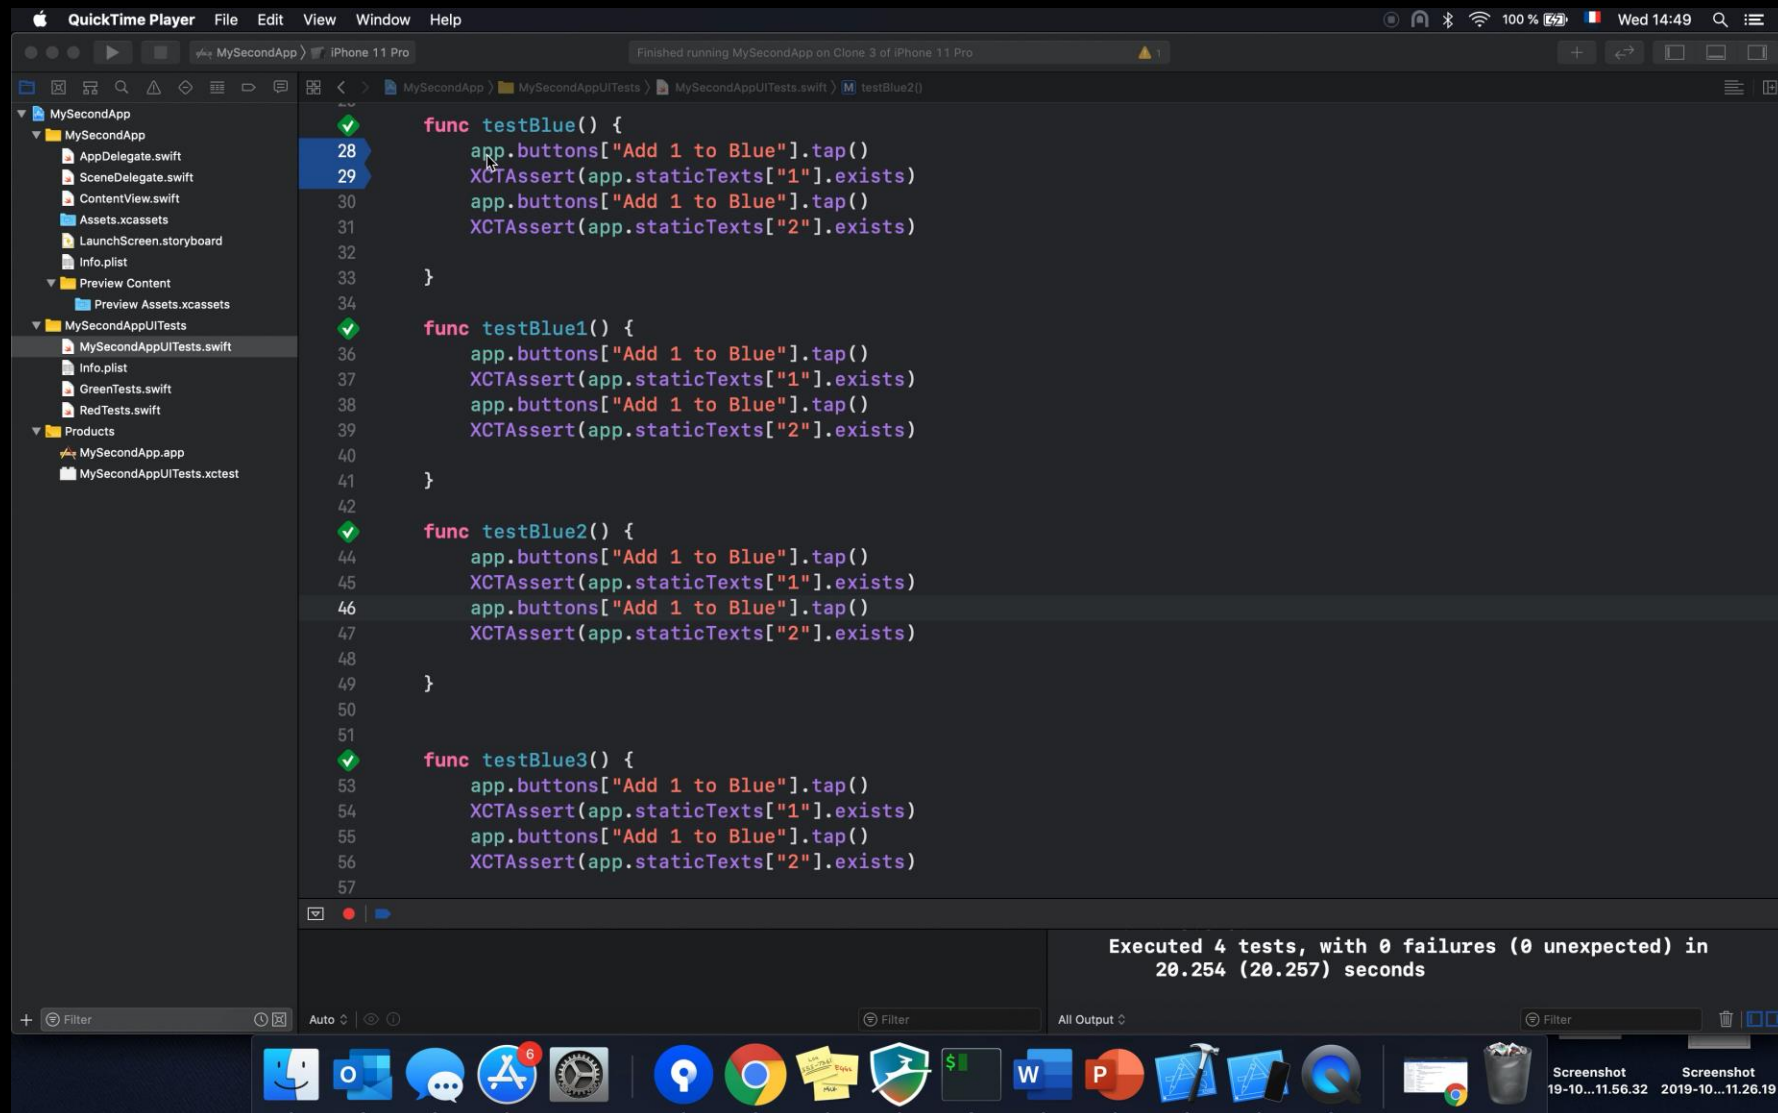 QuickTime Player File Edit View Window Help 100 % Wed 14:49
MySecondApp iPhone 11 Pro Finished running MySecondApp on Clone 3 of iPhone 11 Pro 1
MySecondApp MySecondAppUITests MySecondAppUITests.swift M testBlue2()
MySecondApp
MySecondApp
AppDelegate.swift
SceneDelegate.swift
ContentView.swift
Assets.xcassets
LaunchScreen.storyboard
Info.plist
Preview Content
Preview Assets.xcassets
MySecondAppUITests
MySecondAppUITests.swift
Info.plist
GreenTests.swift
RedTests.swift
Products
MySecondApp.app
MySecondAppUITests.xctest
func testBlue() {
28 app.buttons["Add 1 to Blue"].tap()
29 XCTAssert(app.staticTexts["1"].exists)
30 app.buttons["Add 1 to Blue"].tap()
31 XCTAssert(app.staticTexts["2"].exists)
32
33 }
34
func testBlue1() {
36 app.buttons["Add 1 to Blue"].tap()
37 XCTAssert(app.staticTexts["1"].exists)
38 app.buttons["Add 1 to Blue"].tap()
39 XCTAssert(app.staticTexts["2"].exists)
40
41 }
42
func testBlue2() {
44 app.buttons["Add 1 to Blue"].tap()
45 XCTAssert(app.staticTexts["1"].exists)
46 app.buttons["Add 1 to Blue"].tap()
47 XCTAssert(app.staticTexts["2"].exists)
48
49 }
50
51
func testBlue3() {
53 app.buttons["Add 1 to Blue"].tap()
54 XCTAssert(app.staticTexts["1"].exists)
55 app.buttons["Add 1 to Blue"].tap()
56 XCTAssert(app.staticTexts["2"].exists)
57
Executed 4 tests, with 0 failures (0 unexpected) in
20.254 (20.257) seconds
Filter Auto Filter All Output Filter
6
Screenshot
19-10...11.56.32
Screenshot
2019-10...11.26.19